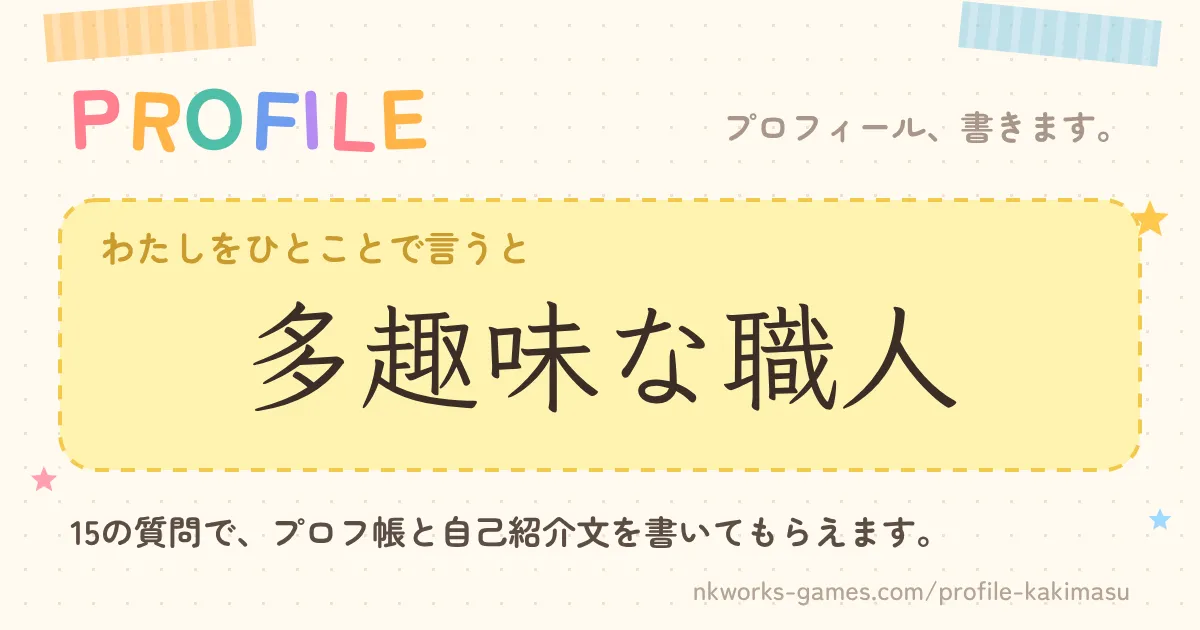 PROFILE
プロフィール、書きます。
わたしをひとことで言うと
多趣味な職人
15の質問で、プロフ帳と自己紹介文を書いてもらえます。
nkworks-games.com/profile-kakimasu